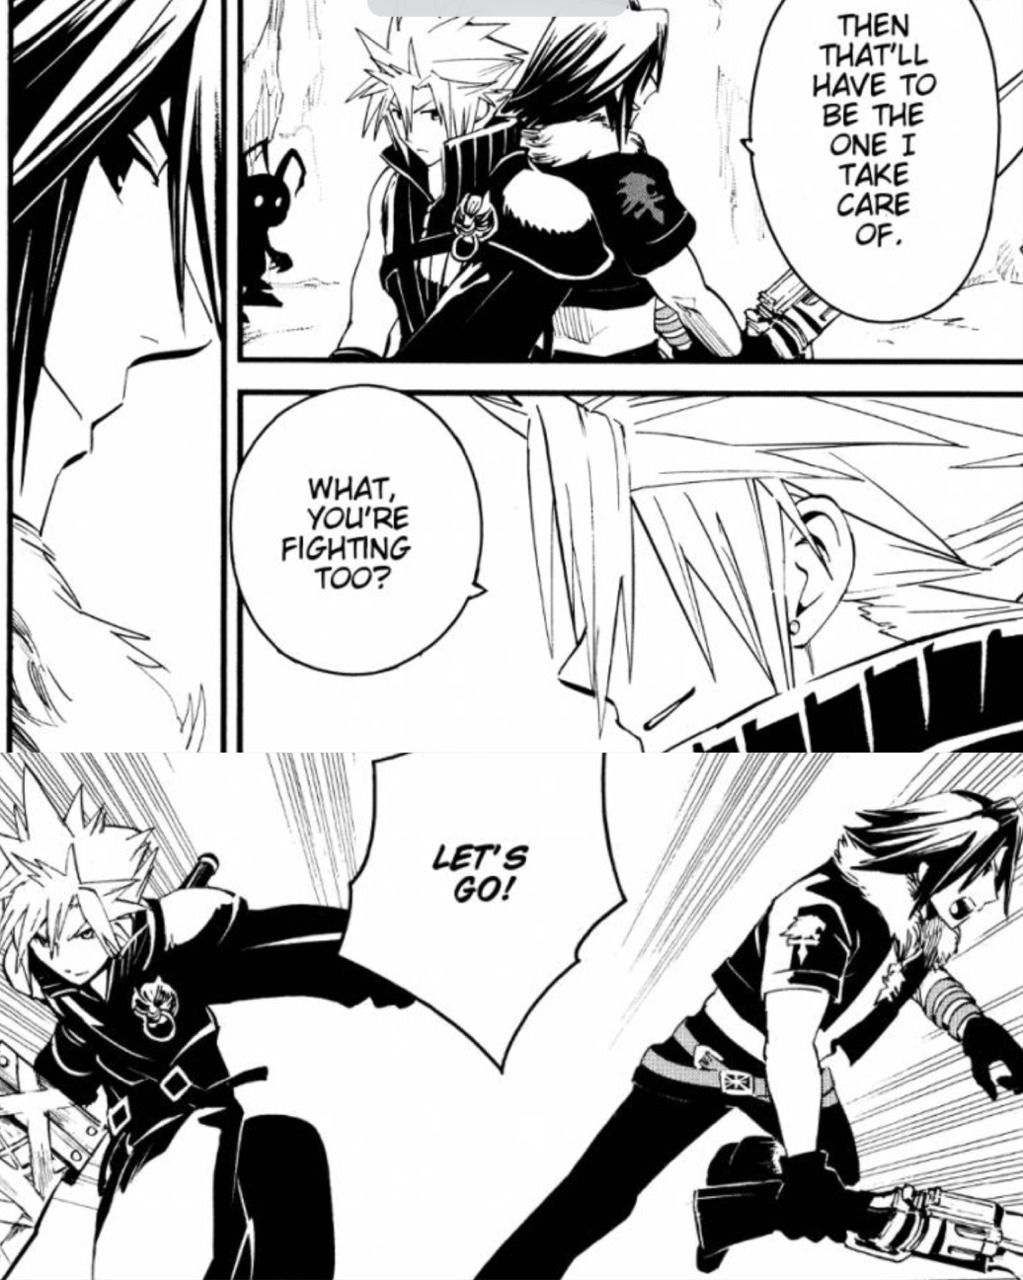 THEN
THAT'LL
HAVE TO
BE THE
ONE I
TAKE
CARE
OF.
WHAT,
YOU'RE
FIGHTING
TOO?
LET'S
GO!